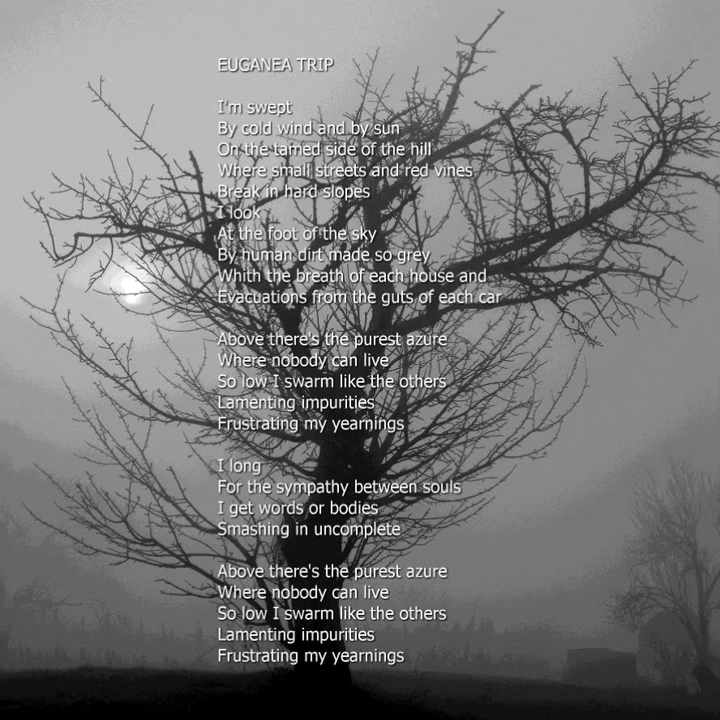 EUGANEA TRIP
I'm swept
By cold wind and by sun
On the tamed side of the hill
Where small streets and red vines
Break in hard slopes
I look
At the foot of the sky
By human dirt made so grey
Whith the breath of each house and
Evacuations from the guts of each car
Above there's the purest azure
Where nobody can live
So low I swarm like the others
Lamenting impurities
Frustrating my yearnings
I long
For the sympathy between souls
I get words or bodies
Smashing in uncomplete
Above there's the purest azure
Where nobody can live
So low I swarm like the others
Lamenting impurities
Frustrating my yearnings